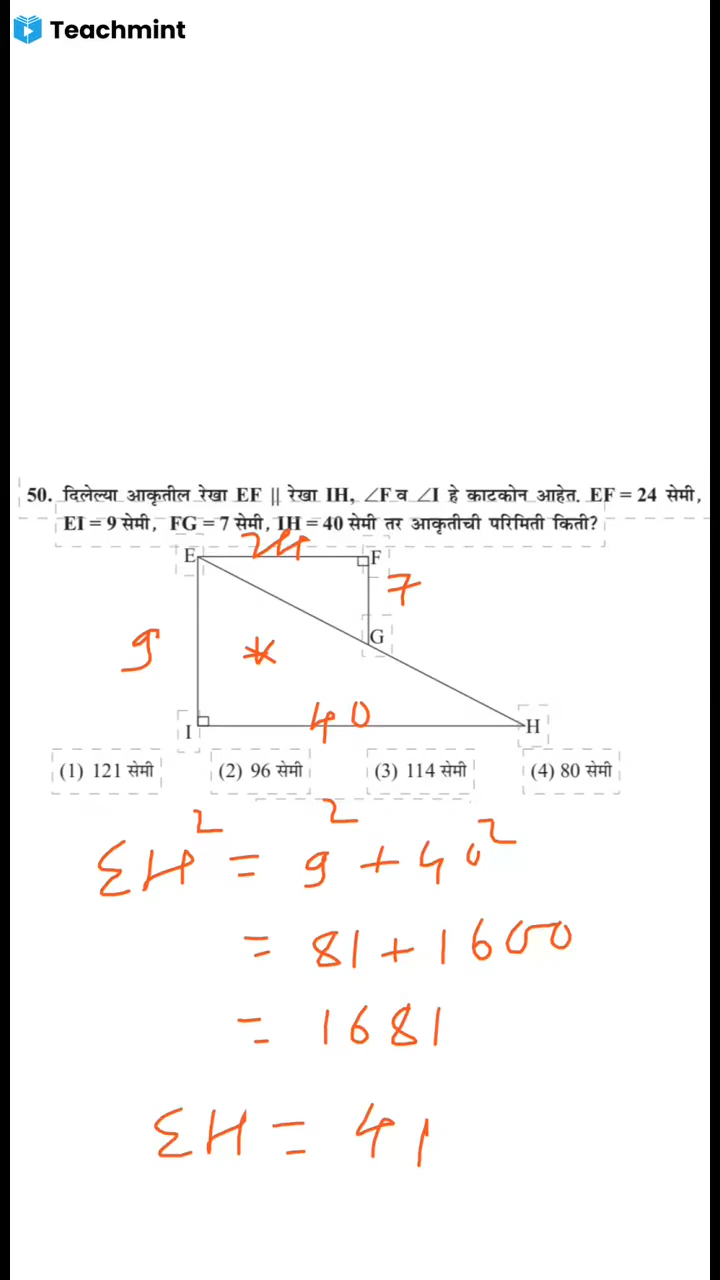 Teachmint
50. दिलेल्या आकृतील रेखा EF || रेखा IH, ∠F व ∠I हे काटकोन आहेत. EF = 24 सेमी,
EI = 9 सेमी, FG = 7 सेमी, IH = 40 सेमी तर आकृतीची परिमिती किती?
24
E F
7
G
9 *
40
I H
(1) 121 सेमी (2) 96 सेमी (3) 114 सेमी (4) 80 सेमी
EH² = 9² + 40²
= 81 + 1600
= 1681
EH = 41